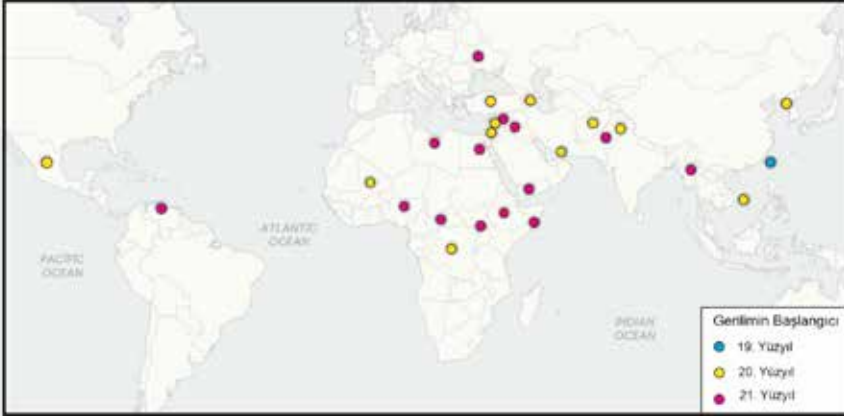 ATLANTIC
OCEAN
PACIFIC
OCEAN
INDIAN
OCEAN
Gerilimin Başlangıcı
19. Yüzyıl
20. Yüzyıl
21. Yüzyıl